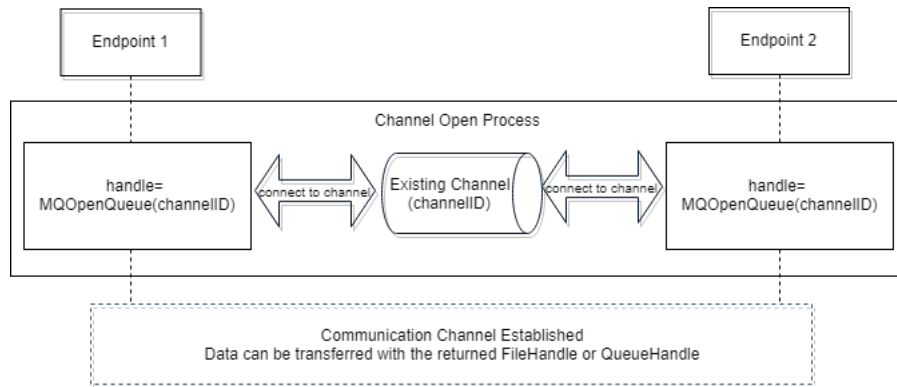 Endpoint 1
Endpoint 2
Channel Open Process
handle=
MQOpenQueue(channelID)
connect to channel
Existing Channel
(channelID)
connect to channel
handle=
MQOpenQueue(channelID)
Communication Channel Established
Data can be transferred with the returned FileHandle or QueueHandle